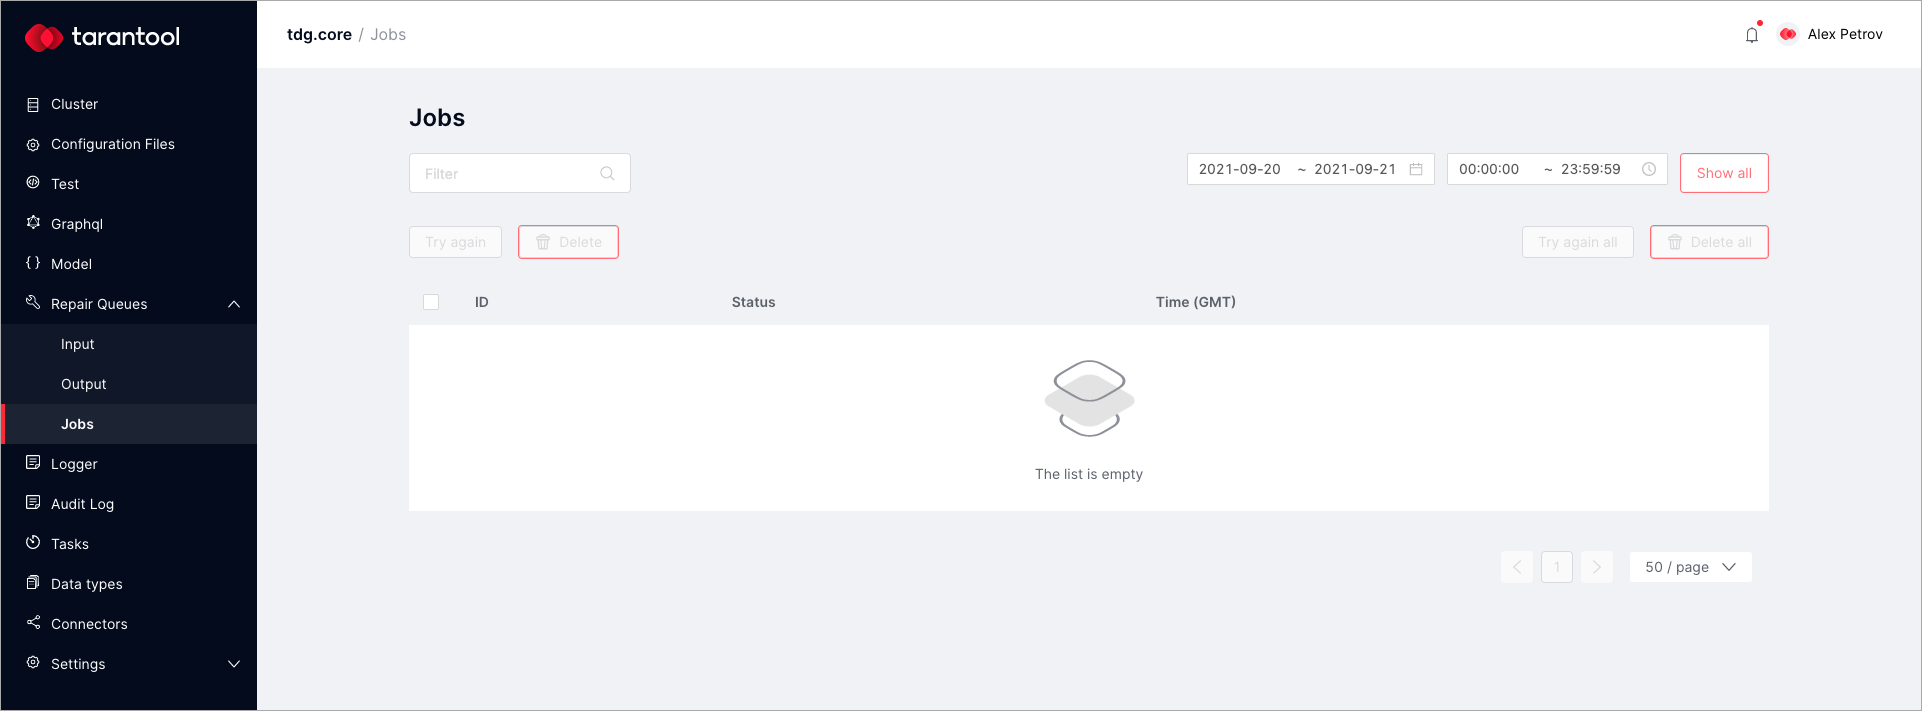 tarantool
Cluster
Configuration Files
Test
Graphql
Model
Repair Queues
Input
Output
Jobs
Logger
Audit Log
Tasks
Data types
Connectors
Settings
tdg.core / Jobs
Alex Petrov
Jobs
Filter
2021-09-20 ~ 2021-09-21
00:00:00 ~ 23:59:59
Show all
Try again
Delete
Try again all
Delete all
ID Status Time (GMT)
The list is empty
1
50 / page